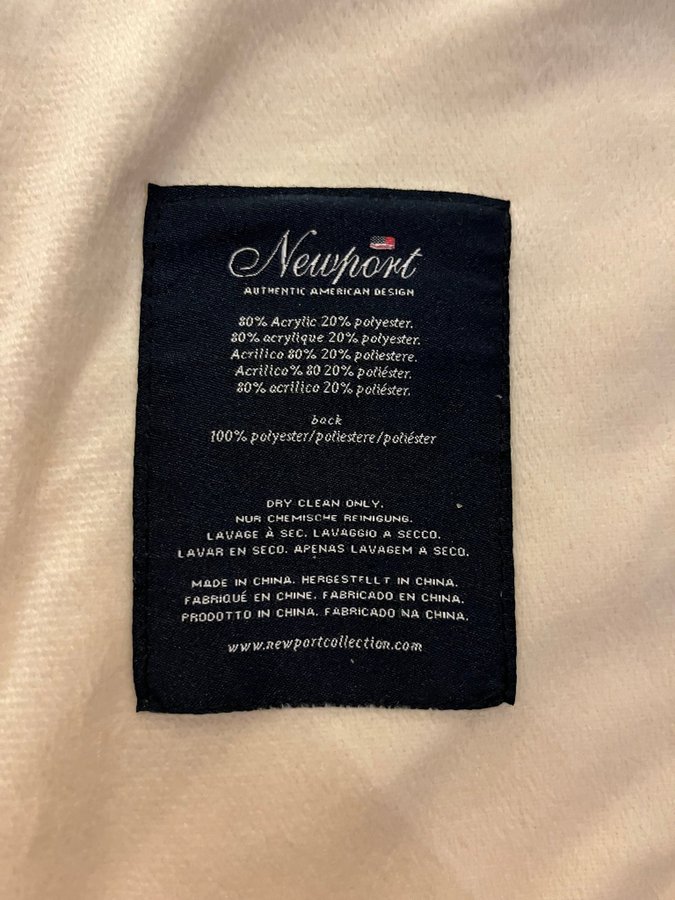 Newport
AUTHENTIC AMERICAN DESIGN
80% Acrylic 20% polyester.
80% acrylique 20% polyester.
Acrilico 80% 20% poliestere.
Acrilico% 80 20% poliéster.
80% acrilico 20% poliéster.
back
100% polyester/poliestere/poliéster
DRY CLEAN ONLY.
NUR CHEMISCHE REINIGUNG.
LAVAGE À SEC. LAVAGGIO A SECCO.
LAVAR EN SECO. APENAS LAVAGEM A SECO.
MADE IN CHINA. HERGESTELLT IN CHINA.
FABRIQUÉ EN CHINE. FABRICADO EN CHINA.
PRODOTTO IN CHINA. FABRICADO NA CHINA.
www.newportcollection.com